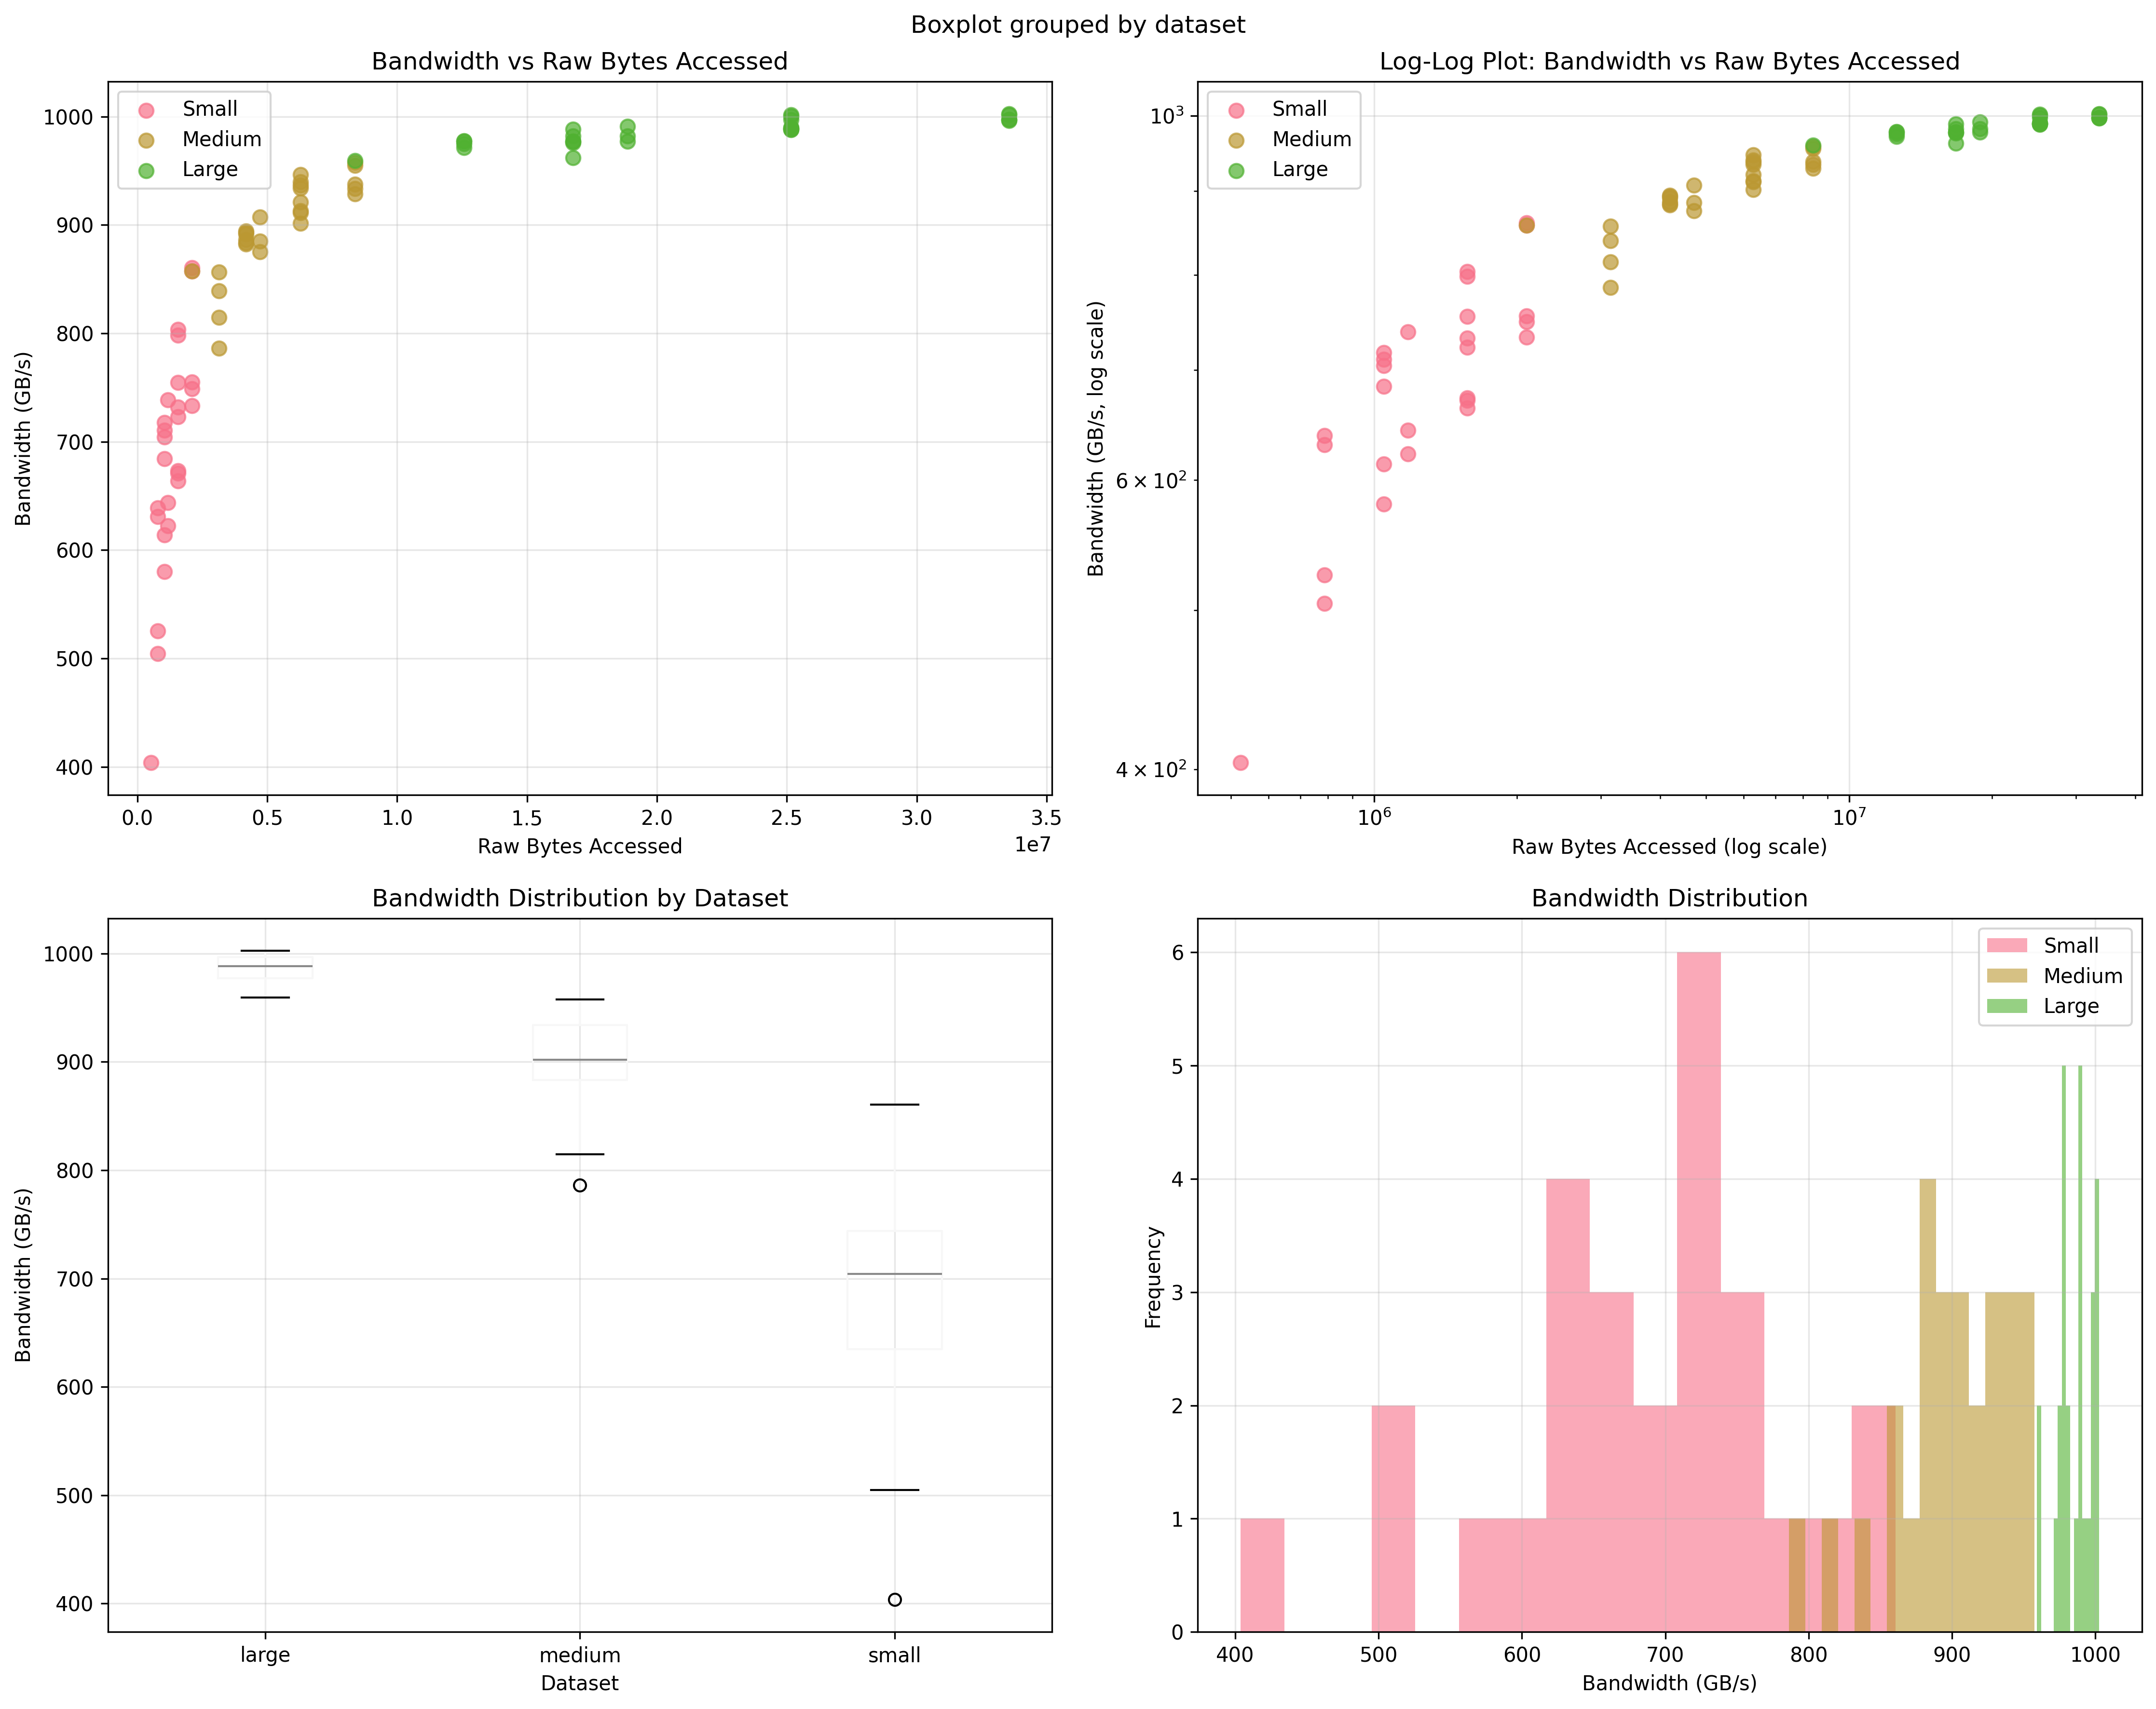 Boxplot grouped by dataset
Bandwidth vs Raw Bytes Accessed
Small
Medium
Large
1000
900
800
700
600
500
400
Bandwidth (GB/s)
0.0 0.5 1.0 1.5 2.0 2.5 3.0 3.5
1e7
Raw Bytes Accessed
Log-Log Plot: Bandwidth vs Raw Bytes Accessed
Small
Medium
Large
10³
6 × 10²
4 × 10²
Bandwidth (GB/s, log scale)
10⁶ 10⁷
Raw Bytes Accessed (log scale)
Bandwidth Distribution by Dataset
1000
900
800
700
600
500
400
Bandwidth (GB/s)
large medium small
Dataset
Bandwidth Distribution
Small
Medium
Large
6
5
4
3
2
1
0
Frequency
400 500 600 700 800 900 1000
Bandwidth (GB/s)